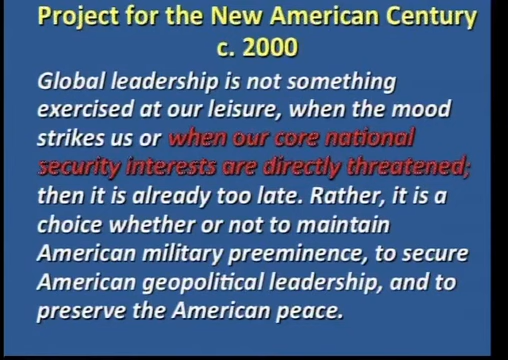 Project for the New American Century
c. 2000
Global leadership is not something
exercised at our leisure, when the mood
strikes us or when our core national
security interests are directly threatened;
then it is already too late. Rather, it is a
choice whether or not to maintain
American military preeminence, to secure
American geopolitical leadership, and to
preserve the American peace.